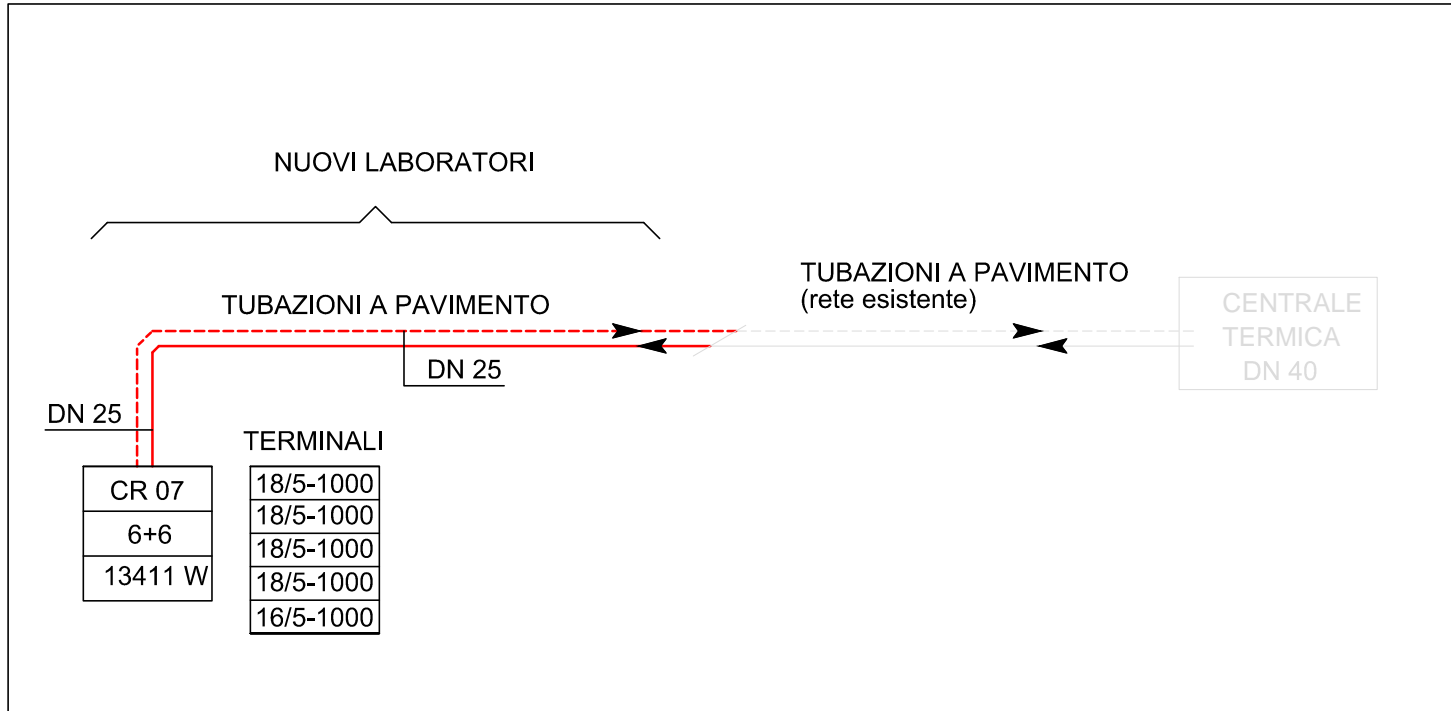 NUOVI LABORATORI
TUBAZIONI A PAVIMENTO
(rete esistente)
TUBAZIONI A PAVIMENTO
CENTRALE
TERMICA
DN 40
DN 25
DN 25
TERMINALI
CR 07
6+6
13411 W
18/5-1000
18/5-1000
18/5-1000
18/5-1000
16/5-1000